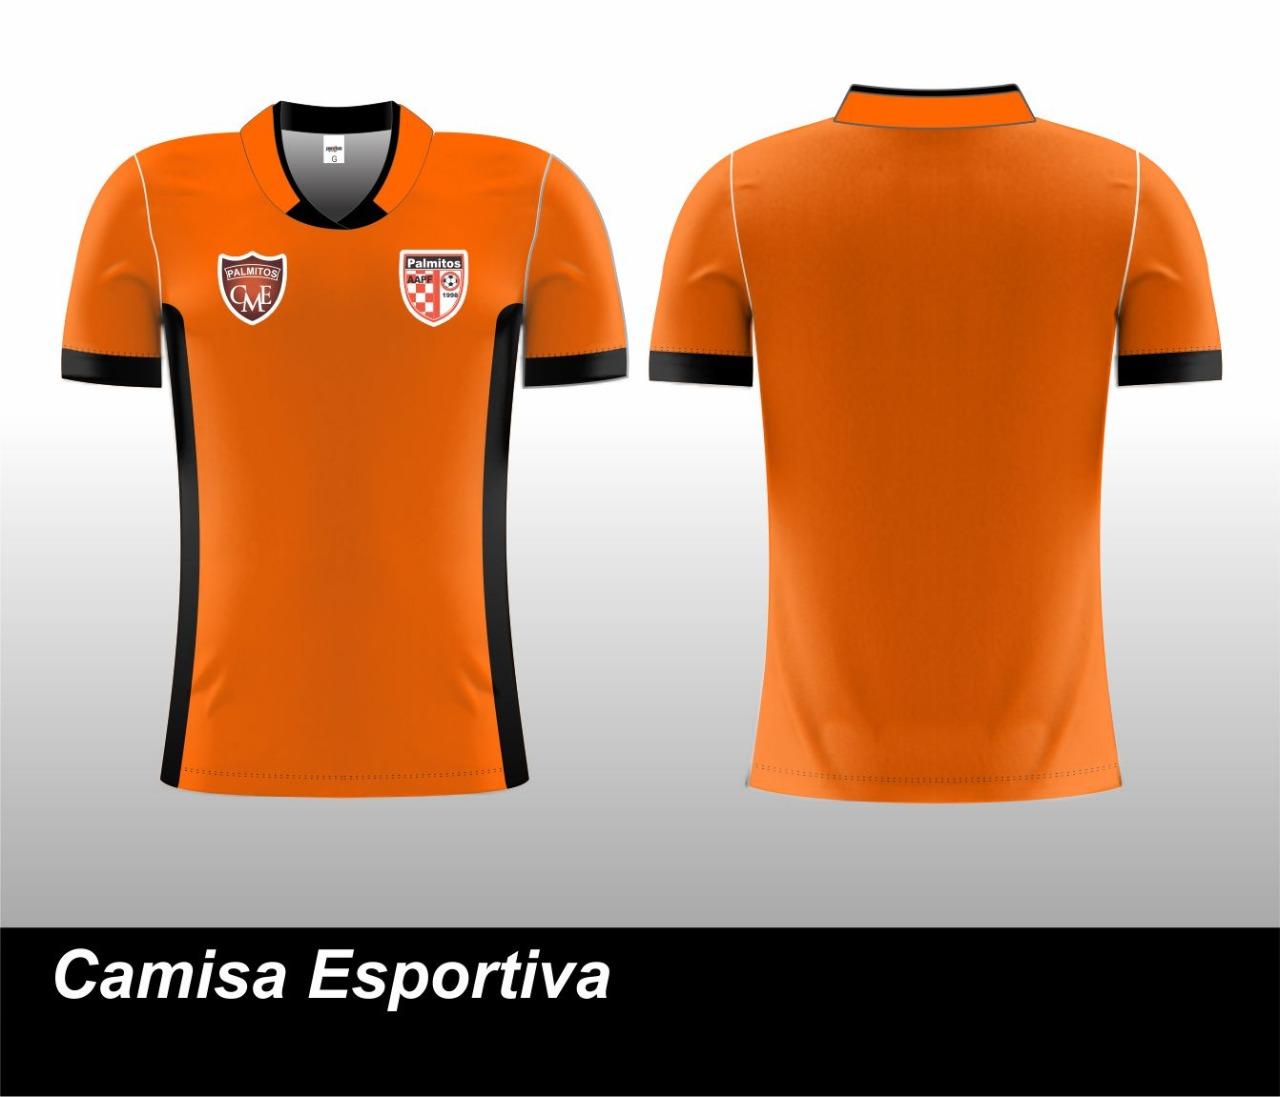 G
PALMITOS
CME
Palmitos
AAPF
1998
Camisa Esportiva